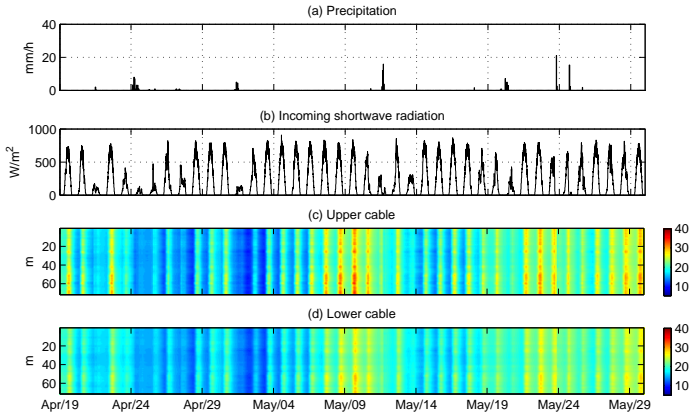 (a) Precipitation
40
20
0
mm/h
(b) Incoming shortwave radiation
1000
500
0
W/m²
(c) Upper cable
20
40
60
m
40
30
20
10
(d) Lower cable
20
40
60
m
40
30
20
10
Apr/19 Apr/24 Apr/29 May/04 May/09 May/14 May/19 May/24 May/29